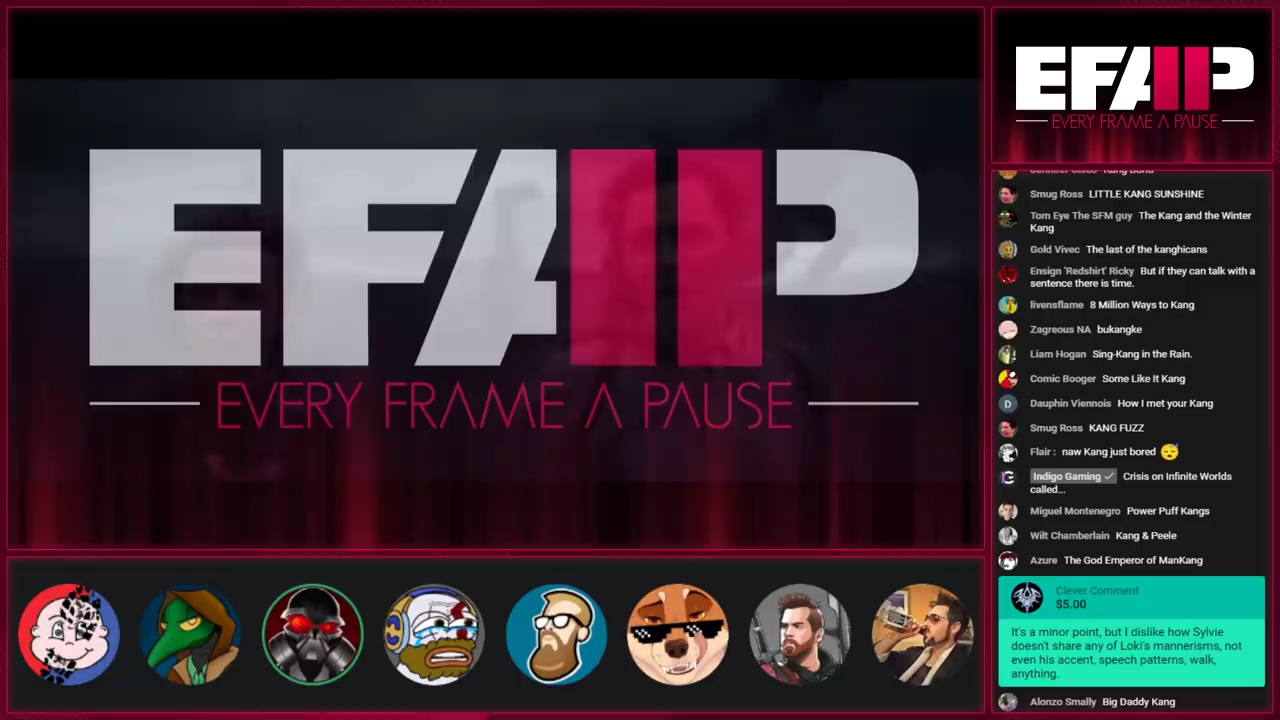 EFAP
EVERY FRAME A PAUSE
EFAP
EVERY FRAME A PAUSE
Smug Ross LITTLE KANG SUNSHINE
Tom Eye The SFM guy The Kang and the Winter
Kang
Gold Vivec The last of the kanghicans
Ensign 'Redshirt' Ricky But if they can talk with a
sentence there is time.
livensflame 8 Million Ways to Kang
Zagreous NA bukangke
Liam Hogan Sing-Kang in the Rain.
Comic Booger Some Like It Kang
D
Dauphin Viennois How I met your Kang
Smug Ross KANG FUZZ
Flair : naw Kang just bored 😴
Indigo Gaming ✓ Crisis on Infinite Worlds
called...
Miguel Montenegro Power Puff Kangs
Wilt Chamberlain Kang & Peele
Azure The God Emperor of ManKang
Clever Comment
$5.00
It's a minor point, but I dislike how Sylvie
doesn't share any of Loki's mannerisms, not
even his accent, speech patterns, walk,
anything.
Alonzo Smally Big Daddy Kang